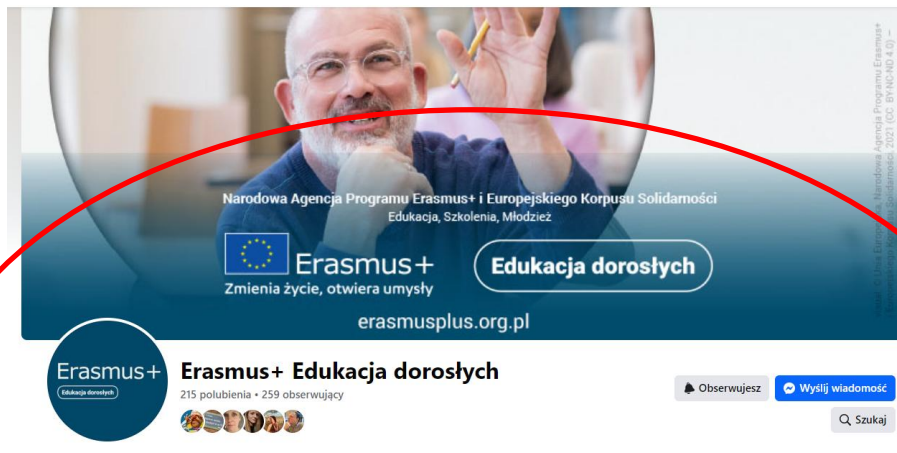 Narodowa Agencja Programu Erasmus+ i Europejskiego Korpusu Solidarności
Edukacja, Szkolenia, Młodzież
Erasmus+
Zmienia życie, otwiera umysły
Edukacja dorosłych
erasmusplus.org.pl
Erasmus+
Edukacja dorosłych
Erasmus+ Edukacja dorosłych
215 polubienia • 259 obserwujący
Obserwujesz
Wyślij wiadomość
Szukaj